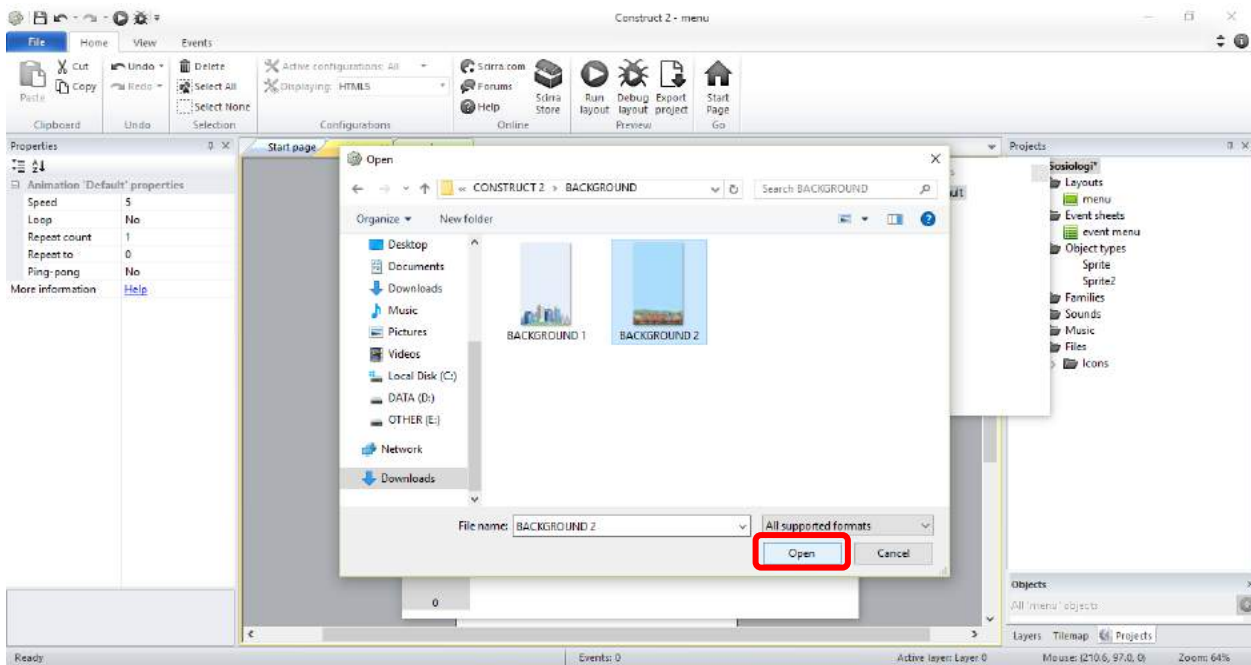 Construct 2 - menu
File Home View Events
Paste
Cut
Copy
Clipboard
Undo
Redo
Undo
Delete
Select All
Select None
Selection
Active configurations: All
Displaying: HTML5
Configurations
Scirra.com
Forums
Help
Scirra Store
Online
Run layout
Debug layout
Export project
Preview
Start Page
Go
Properties
Animation 'Default' properties
Speed 5
Loop No
Repeat count 1
Repeat to 0
Ping-pong No
More information Help
Start page
Open
« CONSTRUCT 2 > BACKGROUND
Search BACKGROUND
Organize
New folder
Desktop
Documents
Downloads
Music
Pictures
Videos
Local Disk (C:)
DATA (D:)
OTHER (E:)
Network
Downloads
BACKGROUND 1
BACKGROUND 2
File name: BACKGROUND 2
All supported formats
Open
Cancel
0
Projects
Sosiologi*
Layouts
menu
Event sheets
event menu
Object types
Sprite
Sprite2
Families
Sounds
Music
Files
Icons
Objects
All 'menu' objects
Layers Tilemap Projects
Ready
Events: 0
Active layer: Layer 0
Mouse: (210.6, 97.0, 0)
Zoom: 64%